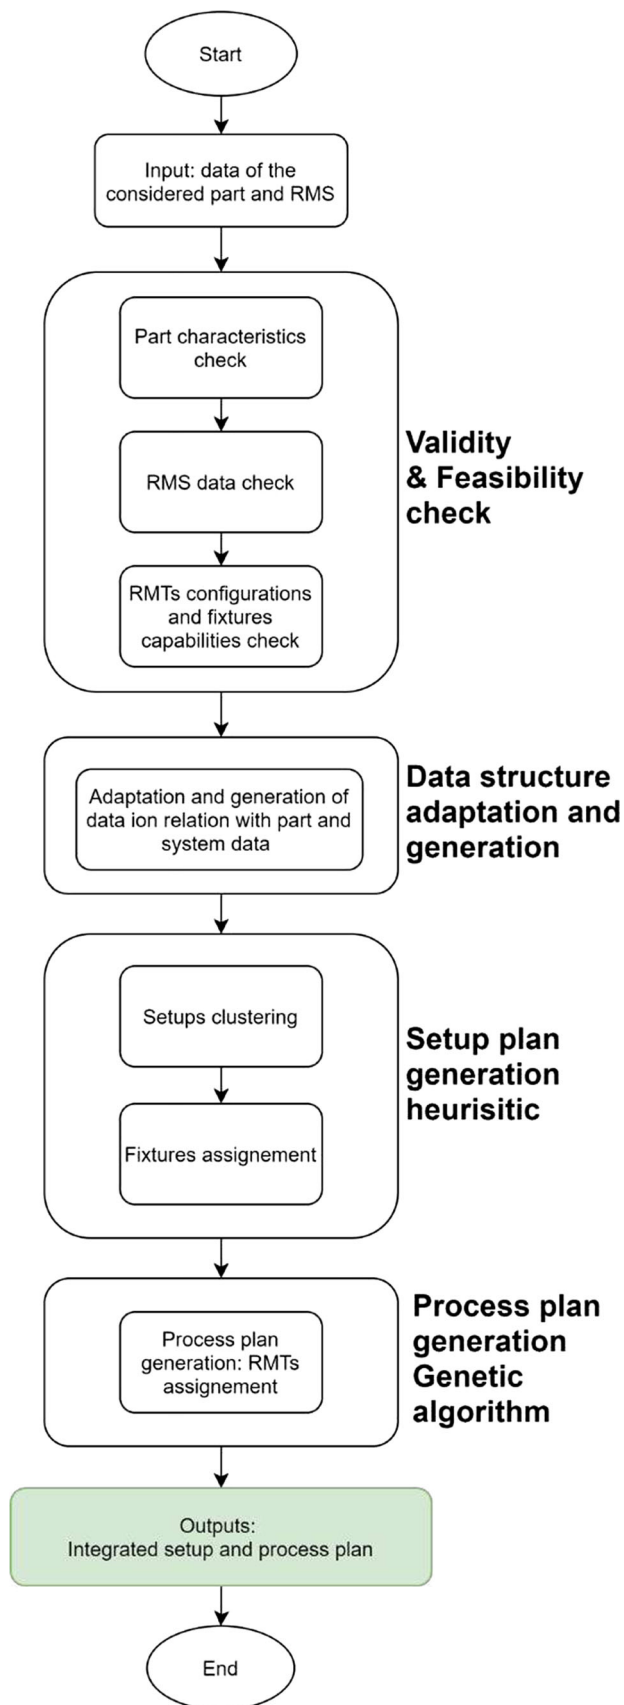 Start
Input: data of the
considered part and RMS
Part characteristics
check
RMS data check
RMTs configurations
and fixtures
capabilities check
Validity
& Feasibility
check
Adaptation and generation of
data ion relation with part and
system data
Data structure
adaptation and
generation
Setups clustering
Fixtures assignement
Setup plan
generation
heurisitic
Process plan
generation: RMTs
assignement
Process plan
generation
Genetic
algorithm
Outputs:
Integrated setup and process plan
End